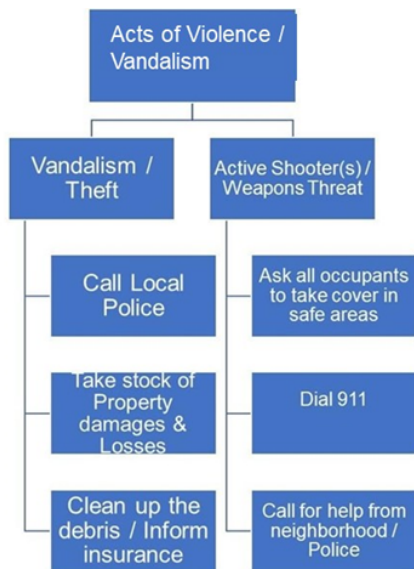 Acts of Violence /
Vandalism
Vandalism /
Theft
Call Local
Police
Take stock of
Property
damages &
Losses
Clean up the
debris / Inform
insurance
Active Shooter(s) /
Weapons Threat
Ask all occupants
to take cover in
safe areas
Dial 911
Call for help from
neighborhood /
Police